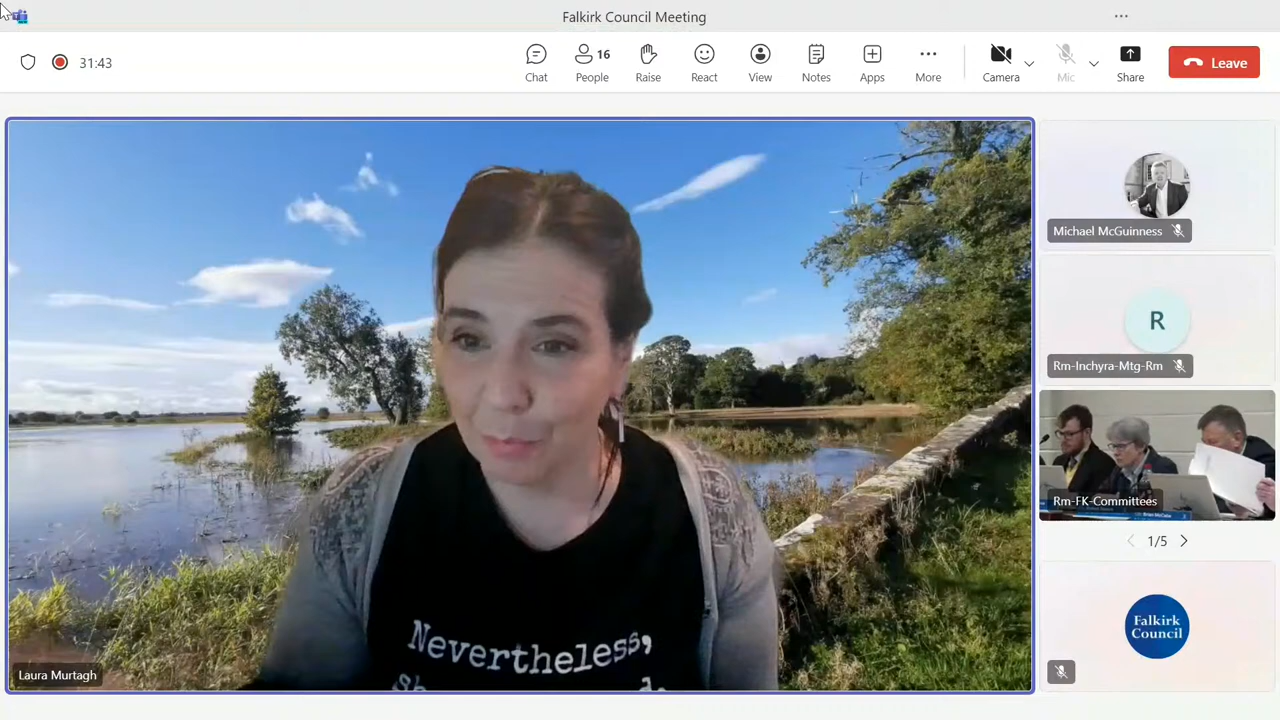 Falkirk Council Meeting
31:43
Chat
16
People
Raise
React
View
Notes
Apps
More
Camera
Mic
Share
Leave
Nevertheless,
Laura Murtagh
Michael McGuinness
R
Rm-Inchyra-Mtg-Rm
Rm-FK-Committees
1/5
Falkirk
Council